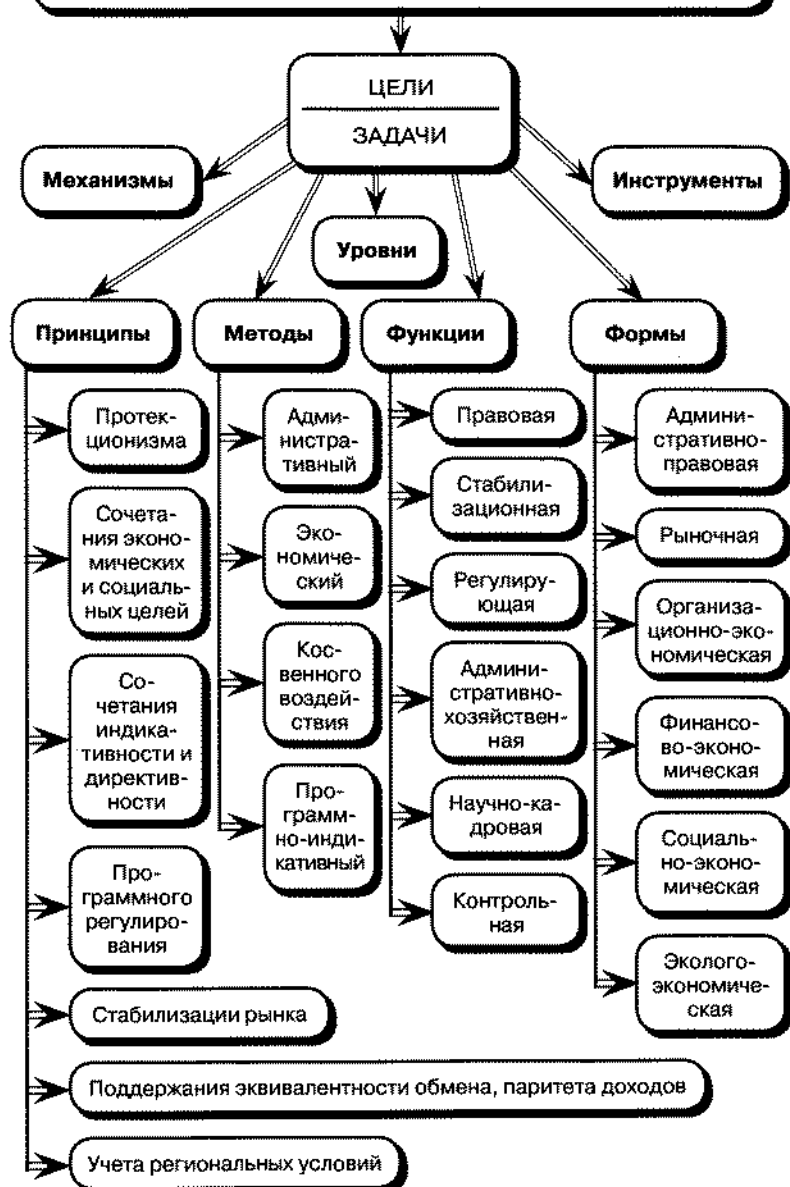 ЦЕЛИ
ЗАДАЧИ
Механизмы
Инструменты
Уровни
Принципы
Методы
Функции
Формы
Протек-
ционизма
Сочета-
ния эконо-
мических
и социаль-
ных целей
Со-
четания
индика-
тивности и
директив-
ности
Про-
граммного
регулиро-
вания
Стабилизации рынка
Поддержания эквивалентности обмена, паритета доходов
Учета региональных условий
Адми-
нистра-
тивный
Эко-
номиче-
ский
Кос-
венного
воздей-
ствия
Про-
грамм-
но-инди-
кативный
Правовая
Стабили-
зационная
Регулиру-
ющая
Админи-
стративно-
хозяйствен-
ная
Научно-ка-
дровая
Контроль-
ная
Админи-
стративно-
правовая
Рыночная
Организа-
ционно-эко-
номическая
Финансо-
во-эконо-
мическая
Социаль-
но-эконо-
мическая
Эколого-
экономиче-
ская